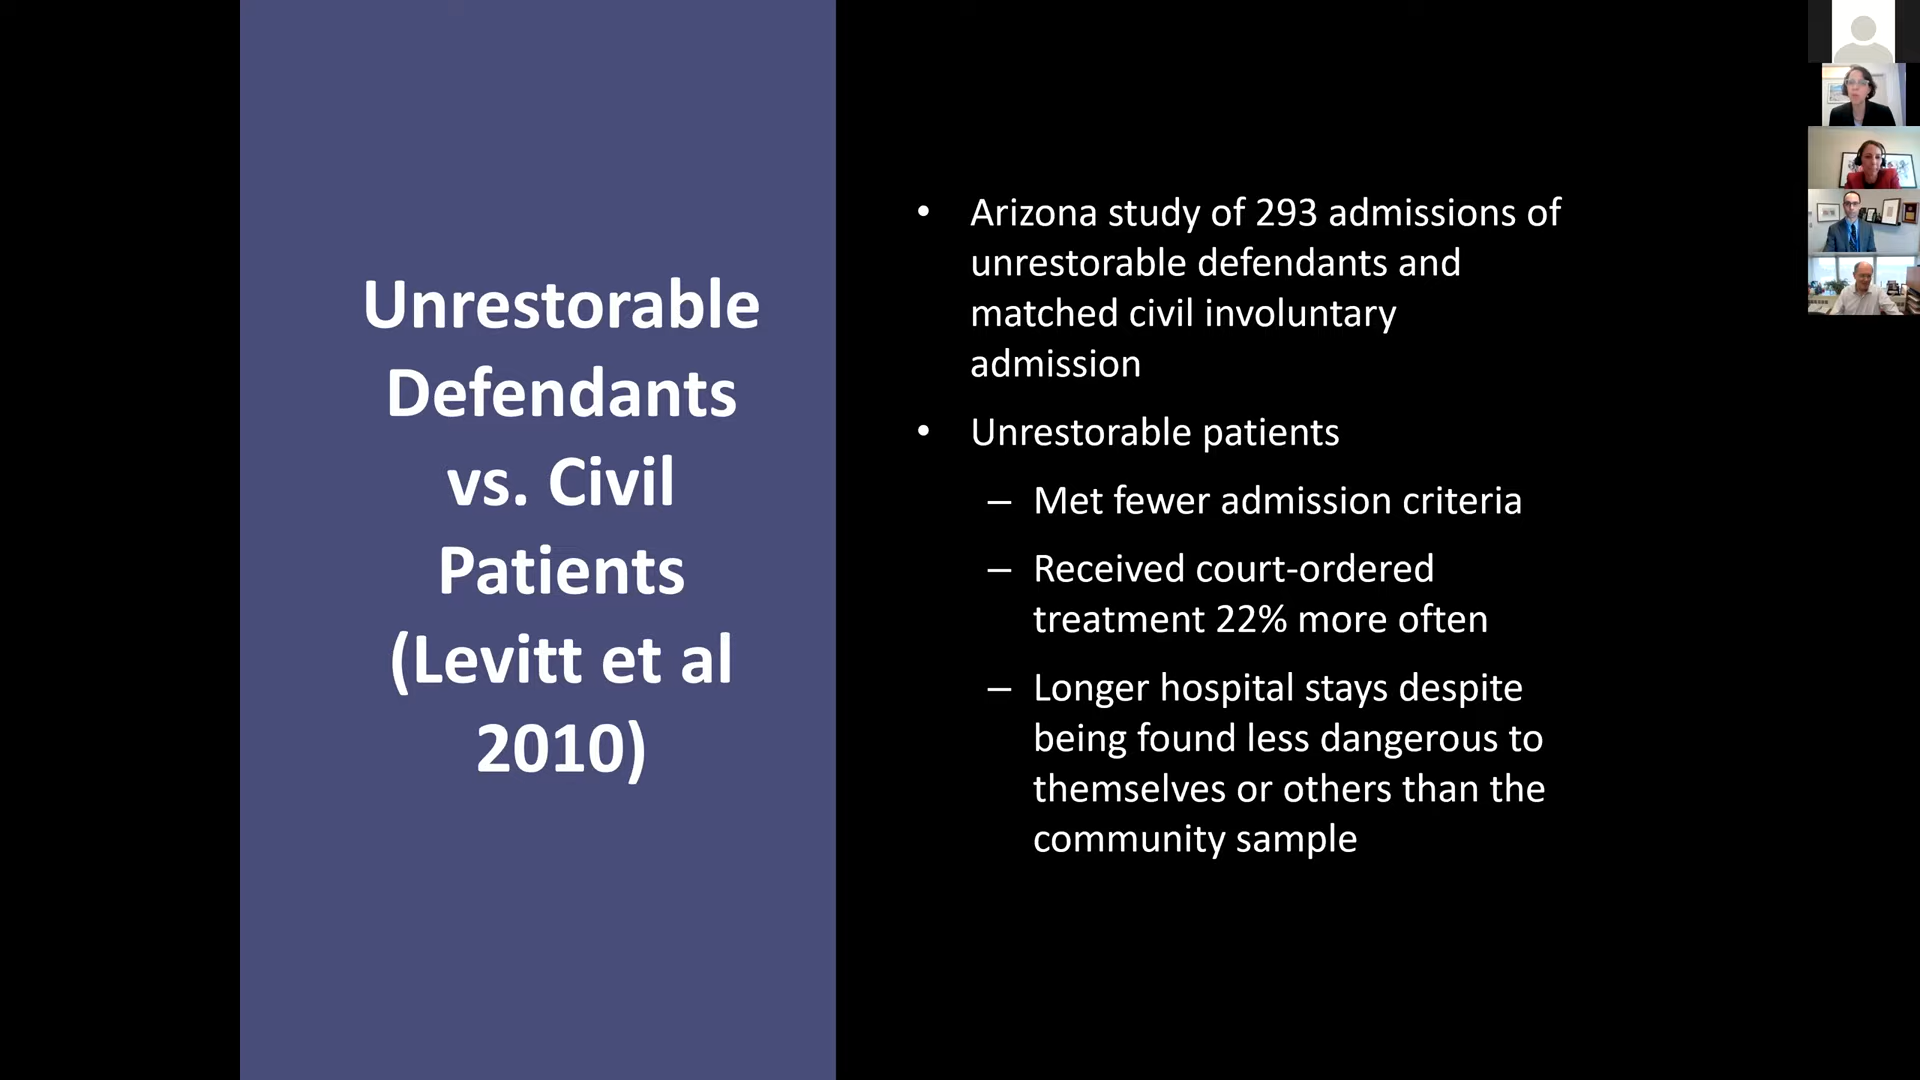 Unrestorable
Defendants
vs. Civil
Patients
(Levitt et al
2010)
• Arizona study of 293 admissions of
unrestorable defendants and
matched civil involuntary
admission
• Unrestorable patients
– Met fewer admission criteria
– Received court-ordered
treatment 22% more often
– Longer hospital stays despite
being found less dangerous to
themselves or others than the
community sample